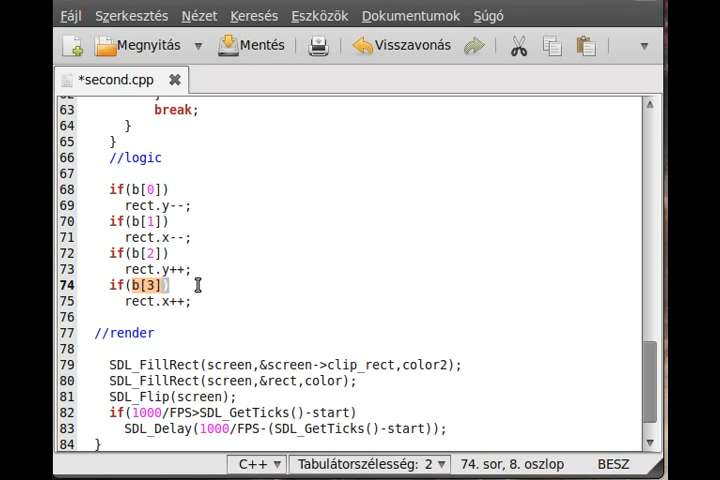 Fájl Szerkesztés Nézet Keresés Eszközök Dokumentumok Súgó
Megnyitás Mentés Visszavonás
*second.cpp
62 }
63 break;
64 }
65 }
66 //logic
67
68 if(b[0])
69 rect.y--;
70 if(b[1])
71 rect.x--;
72 if(b[2])
73 rect.y++;
74 if(b[3])
75 rect.x++;
76
77 //render
78
79 SDL_FillRect(screen,&screen->clip_rect,color2);
80 SDL_FillRect(screen,&rect,color);
81 SDL_Flip(screen);
82 if(1000/FPS>SDL_GetTicks()-start)
83 SDL_Delay(1000/FPS-(SDL_GetTicks()-start));
84 }
C++ Tabulátorszélesség: 2 74. sor, 8. oszlop BESZ